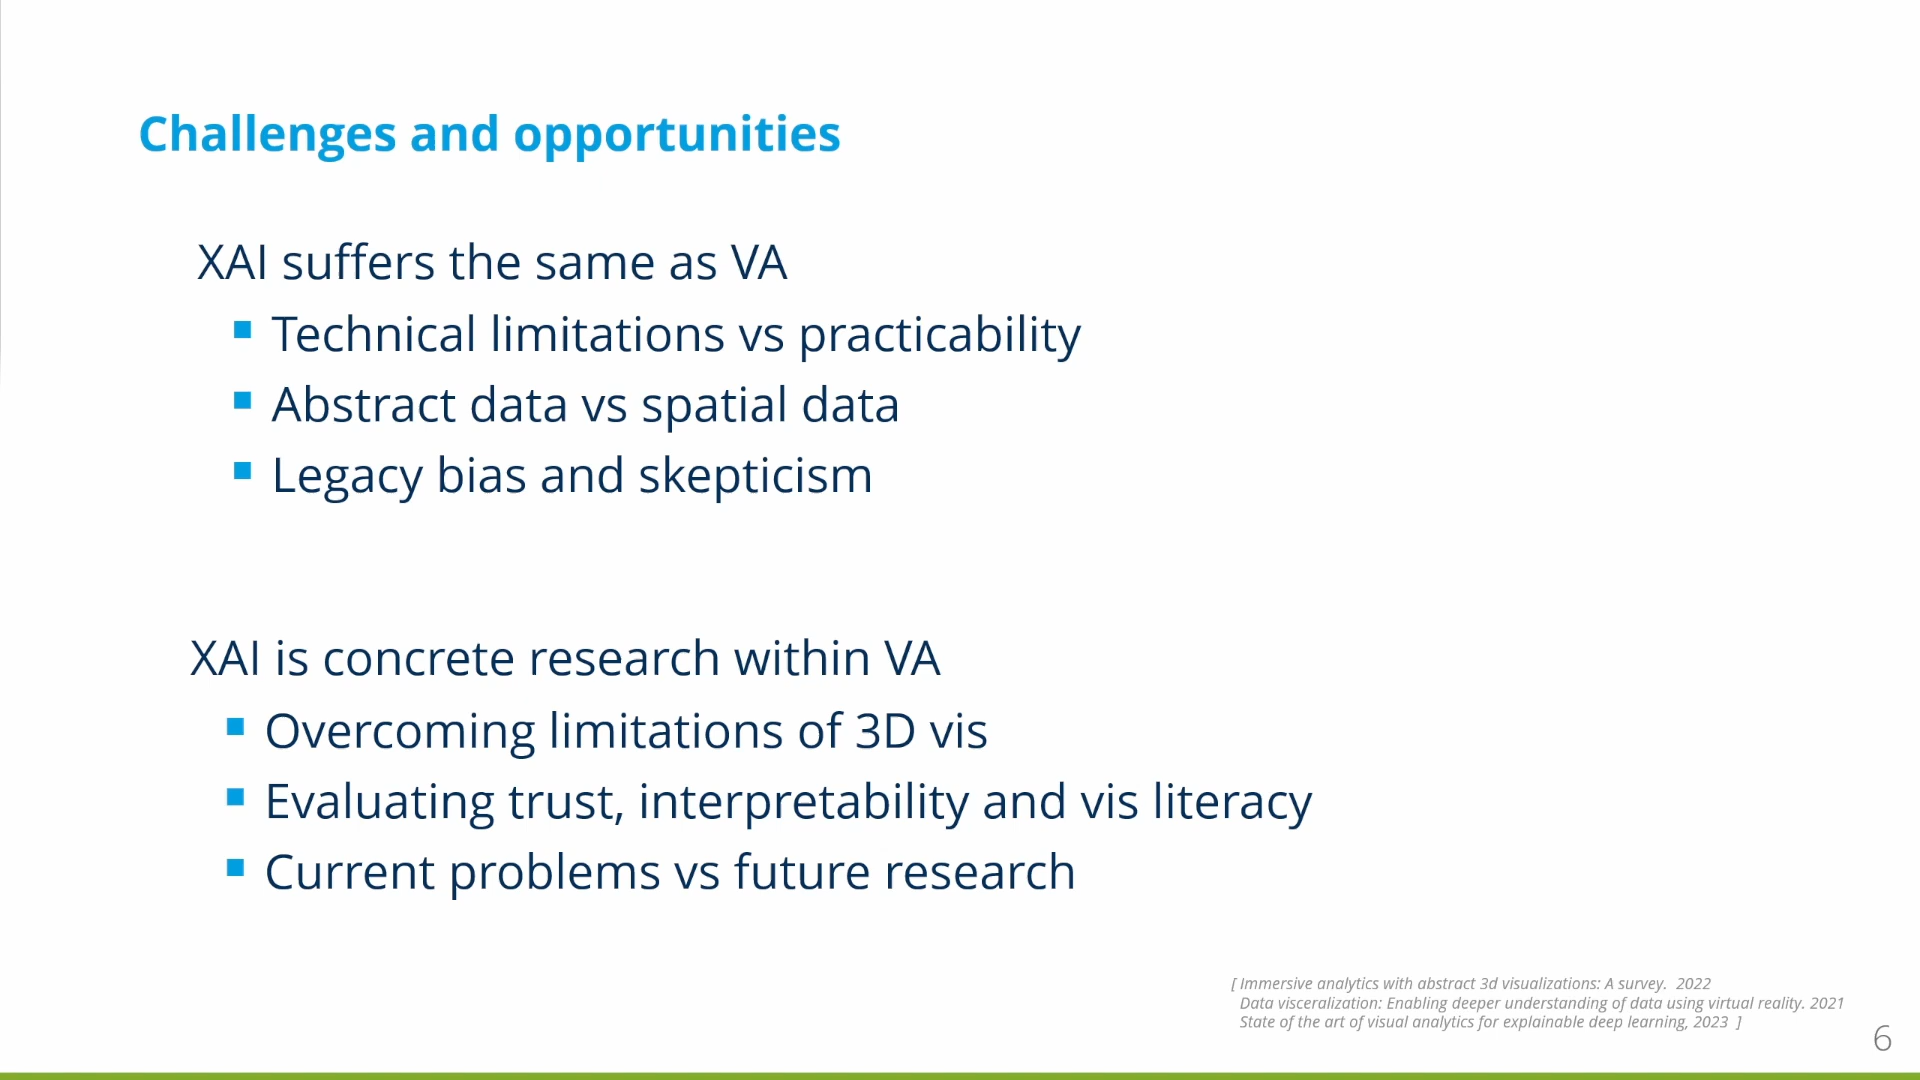 Challenges and opportunities
XAI suffers the same as VA
Technical limitations vs practicability
Abstract data vs spatial data
Legacy bias and skepticism
XAI is concrete research within VA
Overcoming limitations of 3D vis
Evaluating trust, interpretability and vis literacy
Current problems vs future research
[ Immersive analytics with abstract 3d visualizations: A survey. 2022
Data visceralization: Enabling deeper understanding of data using virtual reality. 2021
State of the art of visual analytics for explainable deep learning, 2023 ]
6